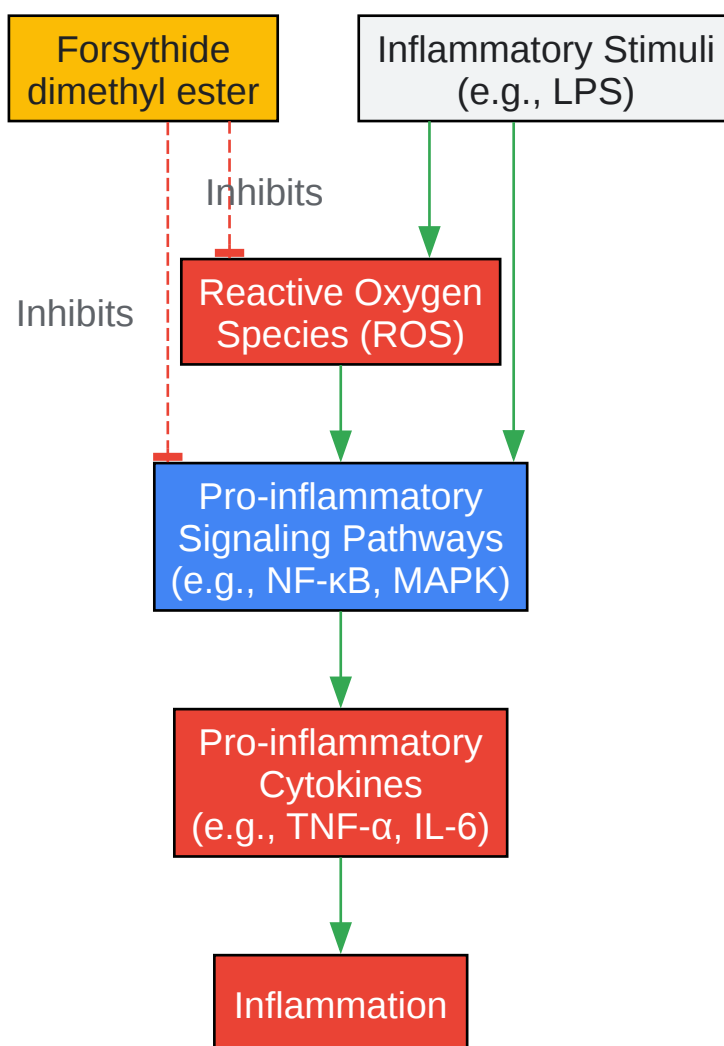 Forsythide
dimethyl ester
Inflammatory Stimuli
(e.g., LPS)
Inhibits
Reactive Oxygen
Species (ROS)
Inhibits
Pro-inflammatory
Signaling Pathways
(e.g., NF-κB, MAPK)
Pro-inflammatory
Cytokines
(e.g., TNF-α, IL-6)
Inflammation